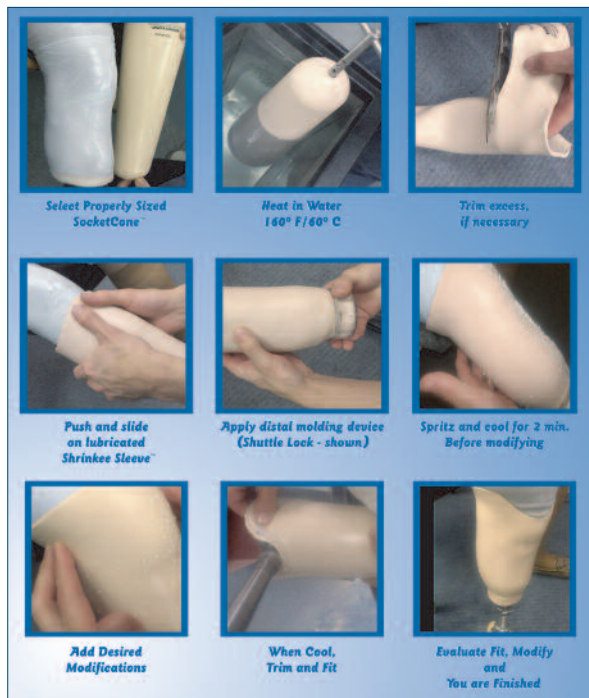 Select Properly Sized
SocketCone™
Heat in Water
160° F/60° C
Trim excess,
if necessary
Push and slide
on lubricated
Shrinkee Sleeve™
Apply distal molding device
(Shuttle Lock - shown)
Spritz and cool for 2 min.
Before modifying
Add Desired
Modifications
When Cool,
Trim and Fit
Evaluate Fit, Modify
and
You are Finished